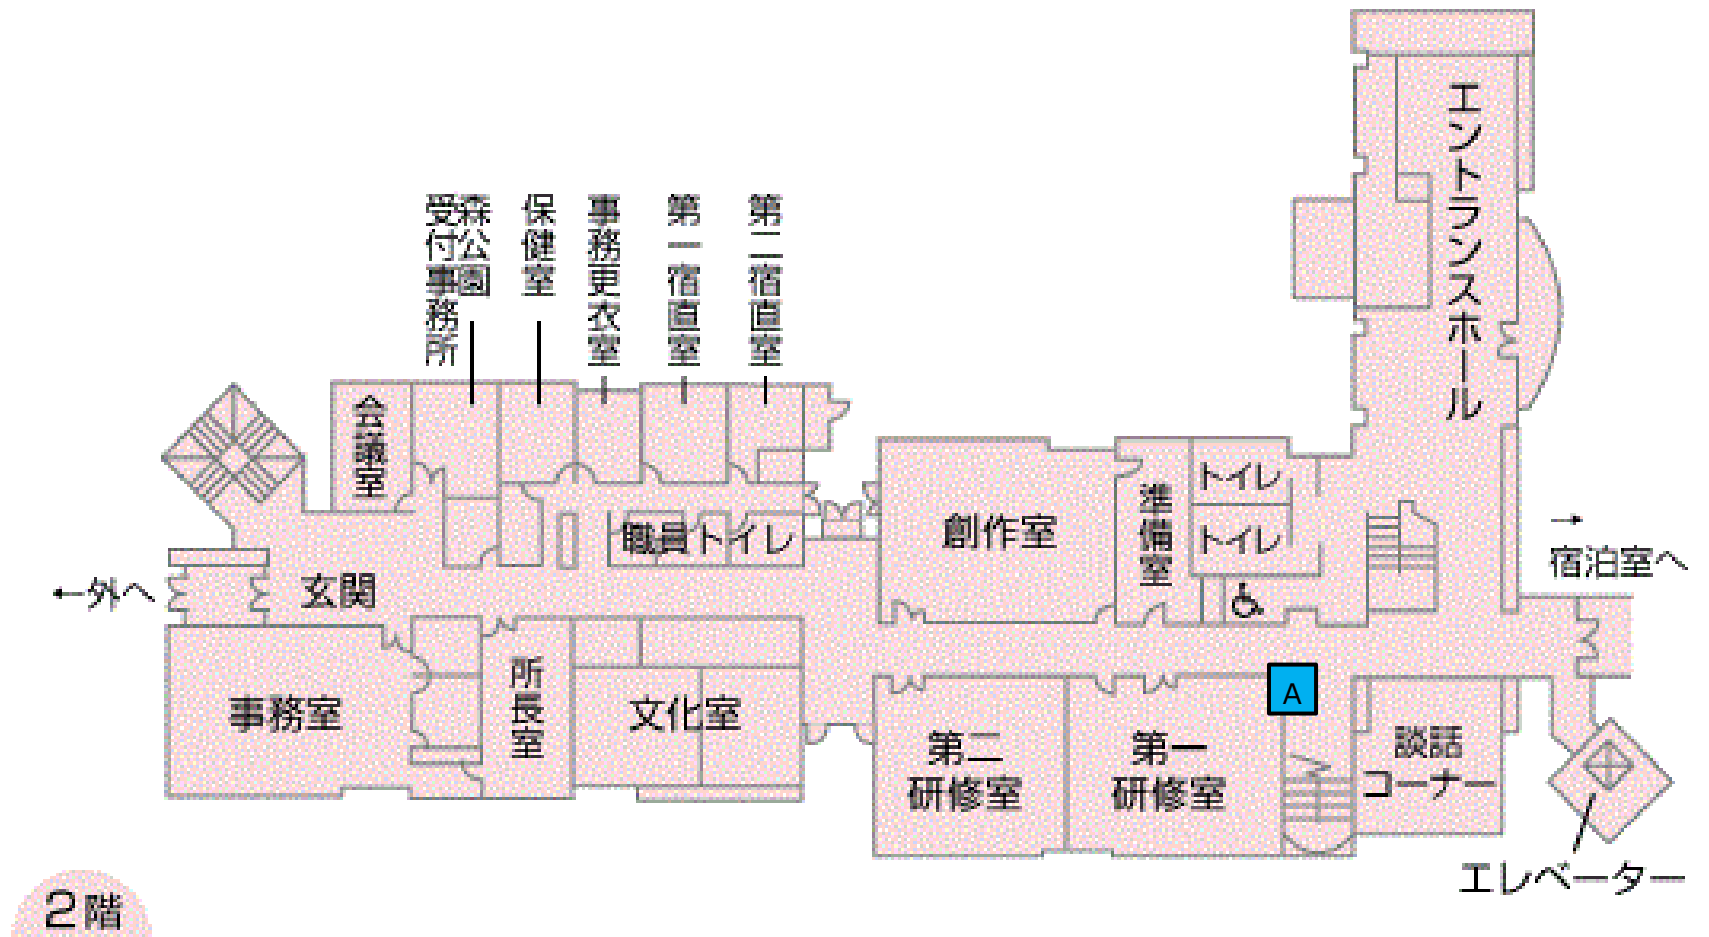 エントランスホール
森公園
受付事務所
保健室
事務更衣室
第一宿直室
第二宿直室
会議室
職員トイレ
創作室
準備室
トイレ
トイレ
→
宿泊室へ
←外へ
玄関
事務室
所長室
文化室
第二
研修室
第一
研修室
A
談話
コーナー
エレベーター
2階